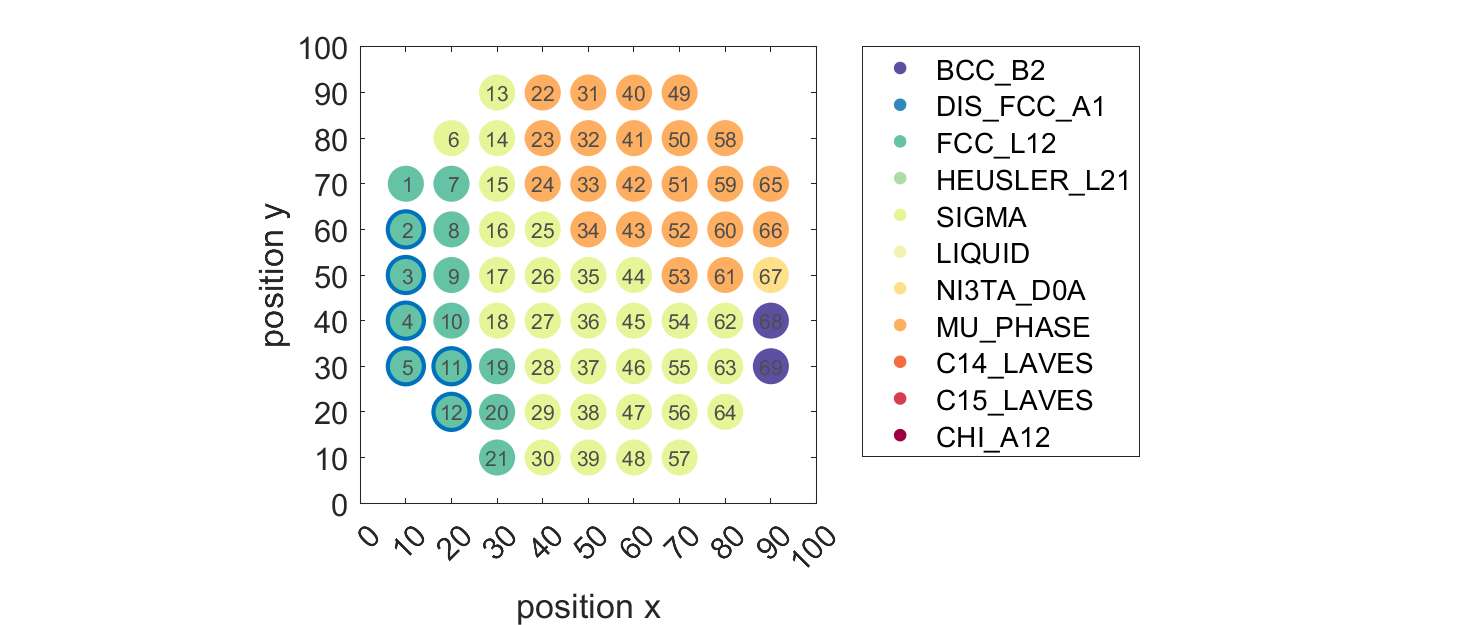 100
90
80
70
60
50
40
30
20
10
0
position y
13 22 31 40 49
6 14 23 32 41 50 58
1 7 15 24 33 42 51 59 65
2 8 16 25 34 43 52 60 66
3 9 17 26 35 44 53 61 67
4 10 18 27 36 45 54 62 68
5 11 19 28 37 46 55 63 69
12 20 29 38 47 56 64
21 30 39 48 57
0 10 20 30 40 50 60 70 80 90 100
position x
BCC_B2
DIS_FCC_A1
FCC_L12
HEUSLER_L21
SIGMA
LIQUID
NI3TA_D0A
MU_PHASE
C14_LAVES
C15_LAVES
CHI_A12